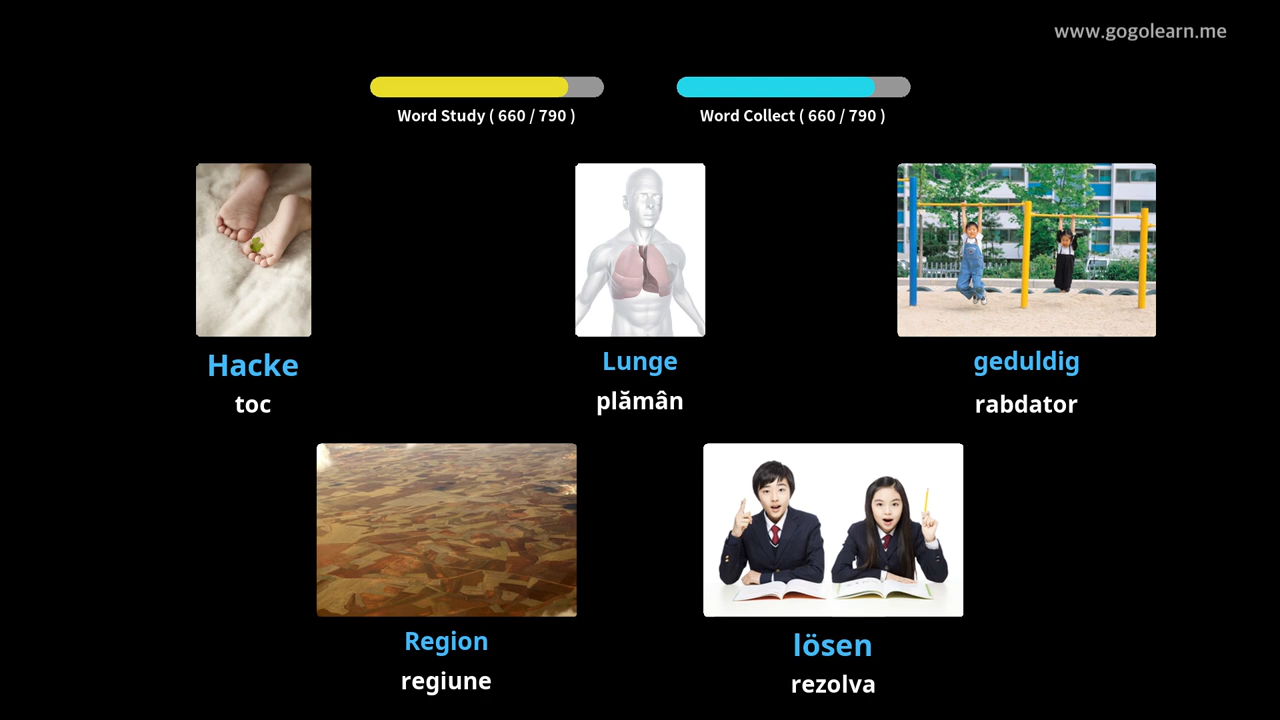 www.gogolearn.me
Word Study ( 660 / 790 )
Word Collect ( 660 / 790 )
Hacke
toc
Lunge
plămân
geduldig
rabdator
Region
regiune
lösen
rezolva